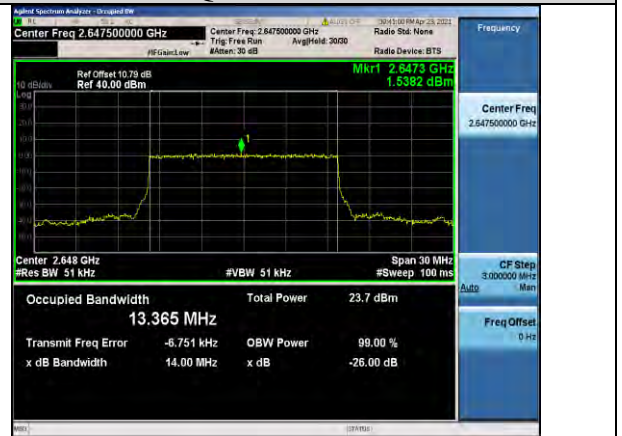 Agilent Spectrum Analyzer - Occupied BW
Center Freq 2.647500000 GHz
Center Freq: 2.647500000 GHz
Radio Std: None
Frequency
Trig: Free Run
Avg|Hold: 30/30
#IFGain:Low
#Atten: 30 dB
Radio Device: BTS
Ref Offset 10.79 dB
Mkr1 2.6473 GHz
10 dB/div
Ref 40.00 dBm
1.5382 dBm
Log
1
Center Freq
2.647500000 GHz
Center 2.648 GHz
Span 30 MHz
#Res BW 51 kHz
#VBW 51 kHz
#Sweep 100 ms
CF Step
3.000000 MHz
Auto Man
Occupied Bandwidth
Total Power
23.7 dBm
13.365 MHz
Freq Offset
0 Hz
Transmit Freq Error
-6.751 kHz
OBW Power
99.00 %
x dB Bandwidth
14.00 MHz
x dB
-26.00 dB
MSG
STATUS